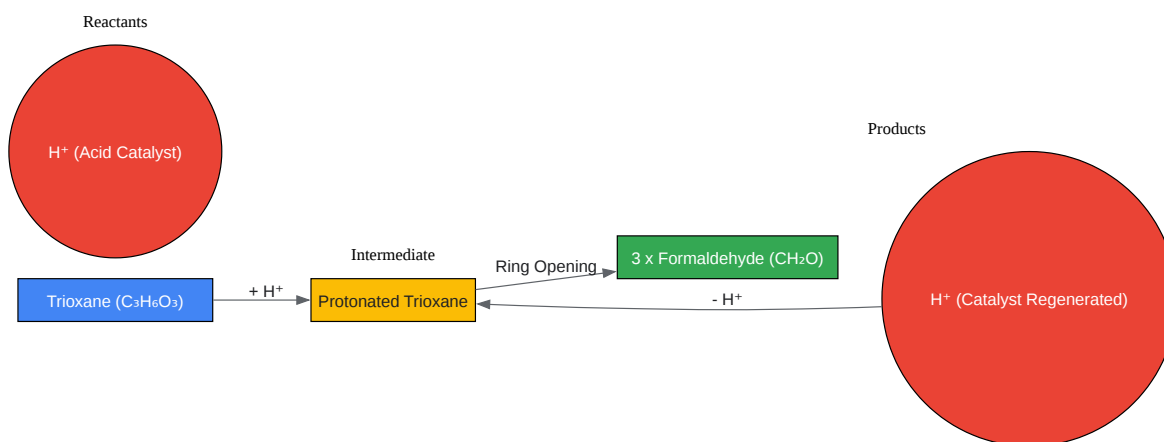 Reactants
H⁺ (Acid Catalyst)
Products
Intermediate
Ring Opening
3 x Formaldehyde (CH₂O)
Trioxane (C₃H₆O₃)
+ H⁺
Protonated Trioxane
- H⁺
H⁺ (Catalyst Regenerated)